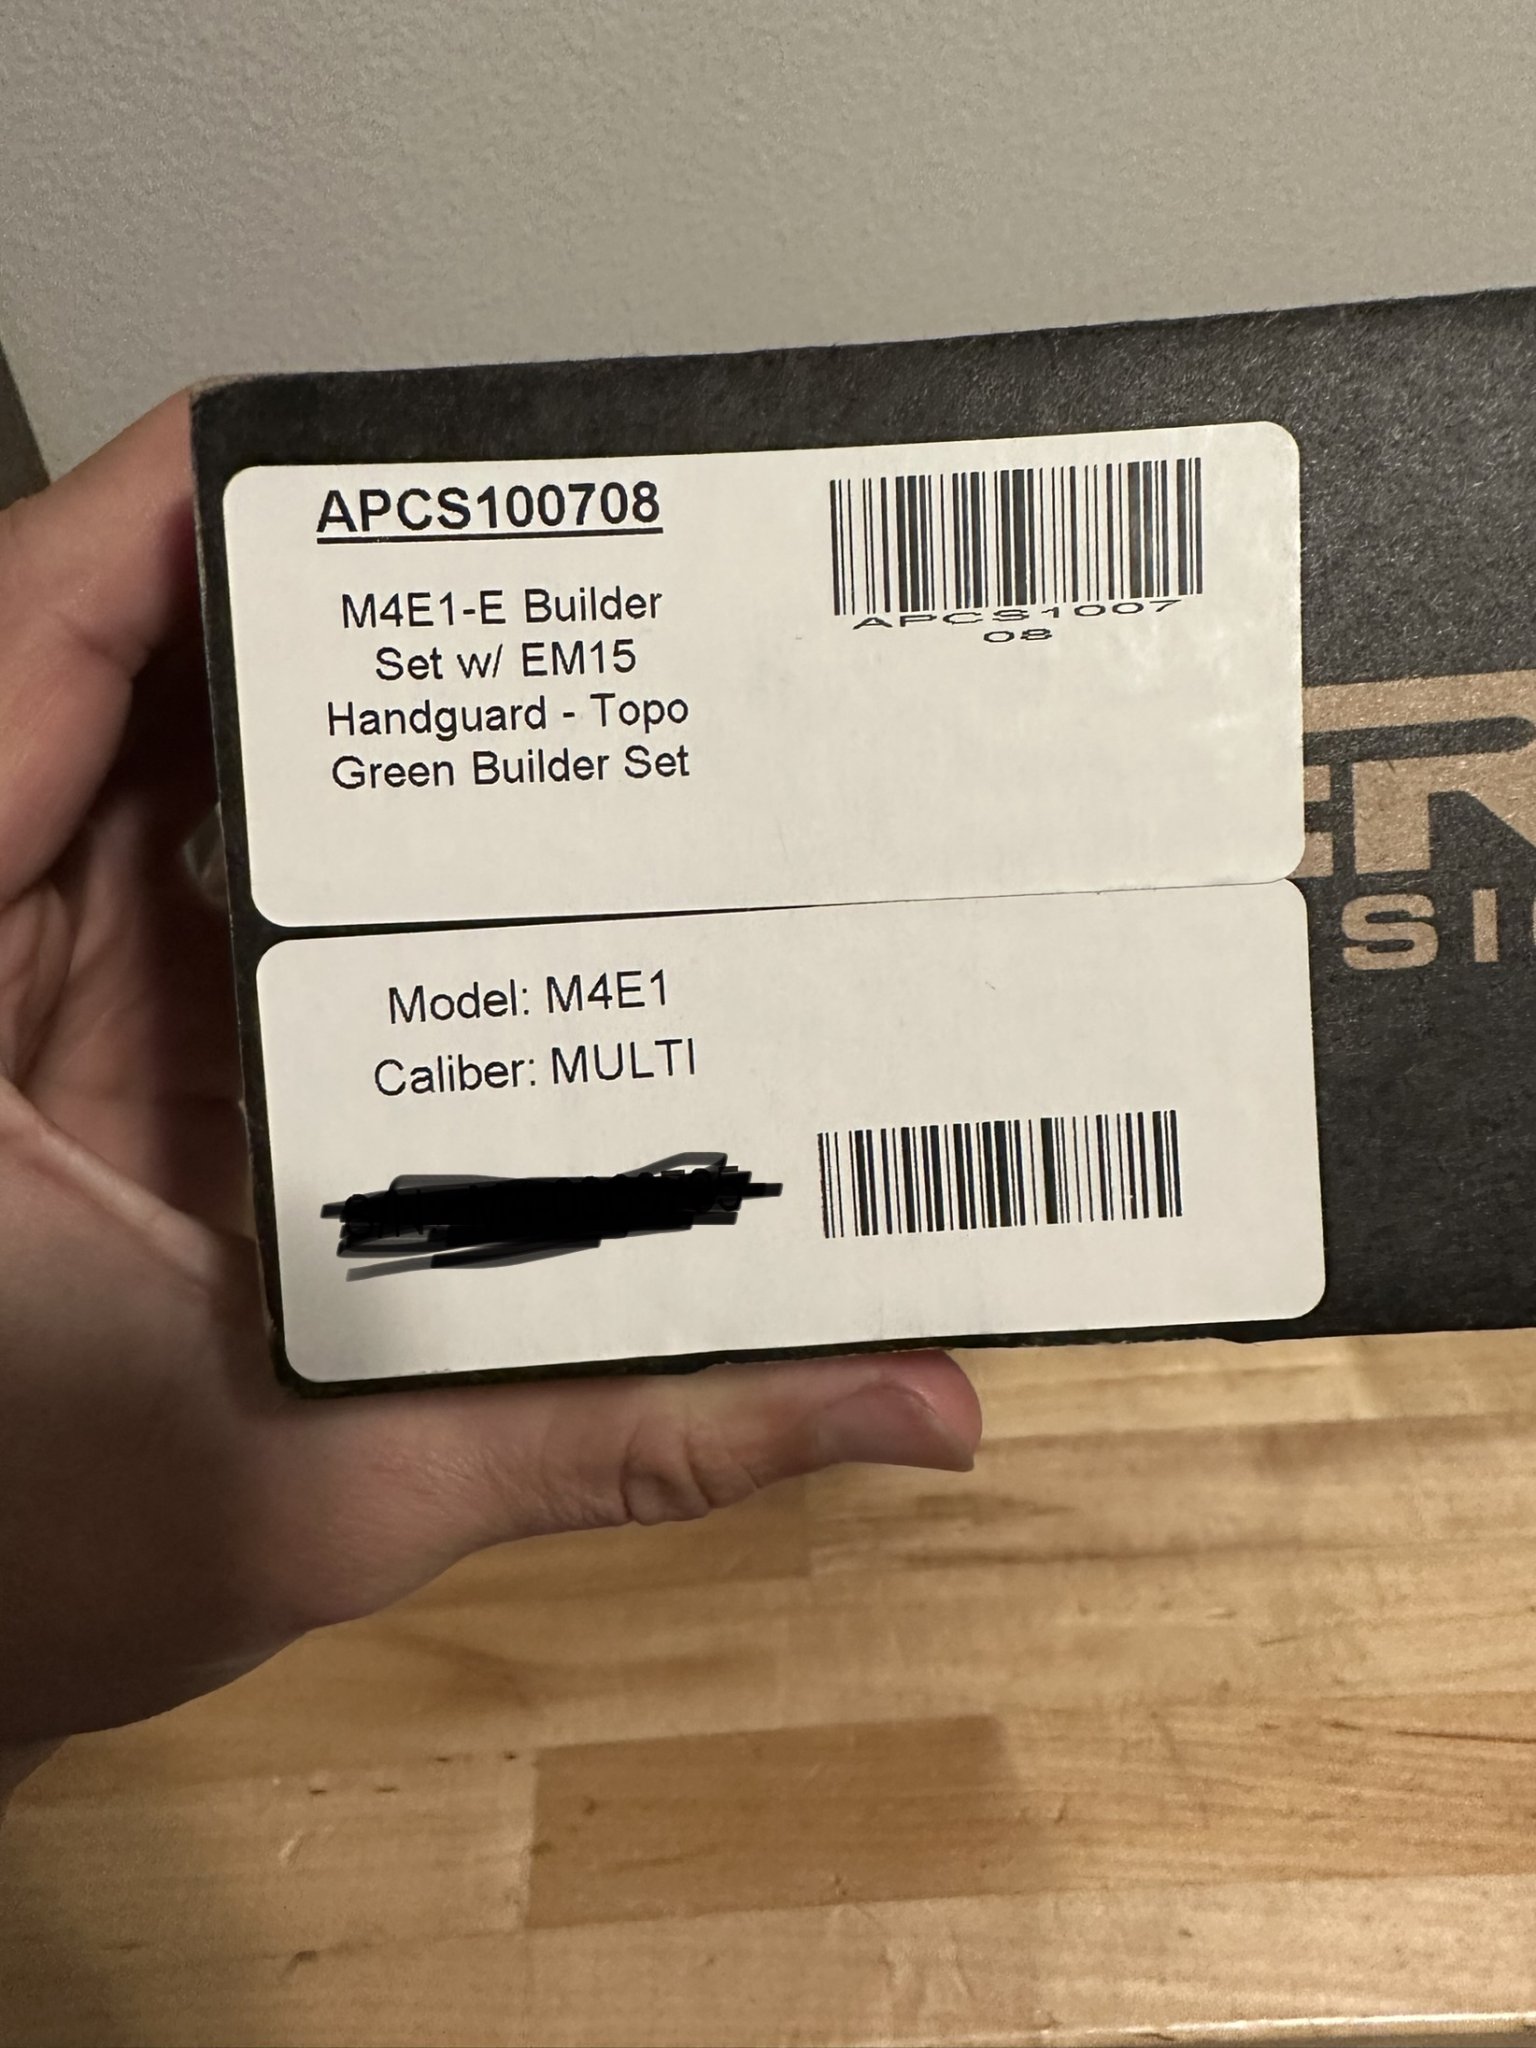 APCS100708
M4E1-E Builder
Set w/ EM15
Handguard - Topo
Green Builder Set
APCS1007
08
Model: M4E1
Caliber: MULTI